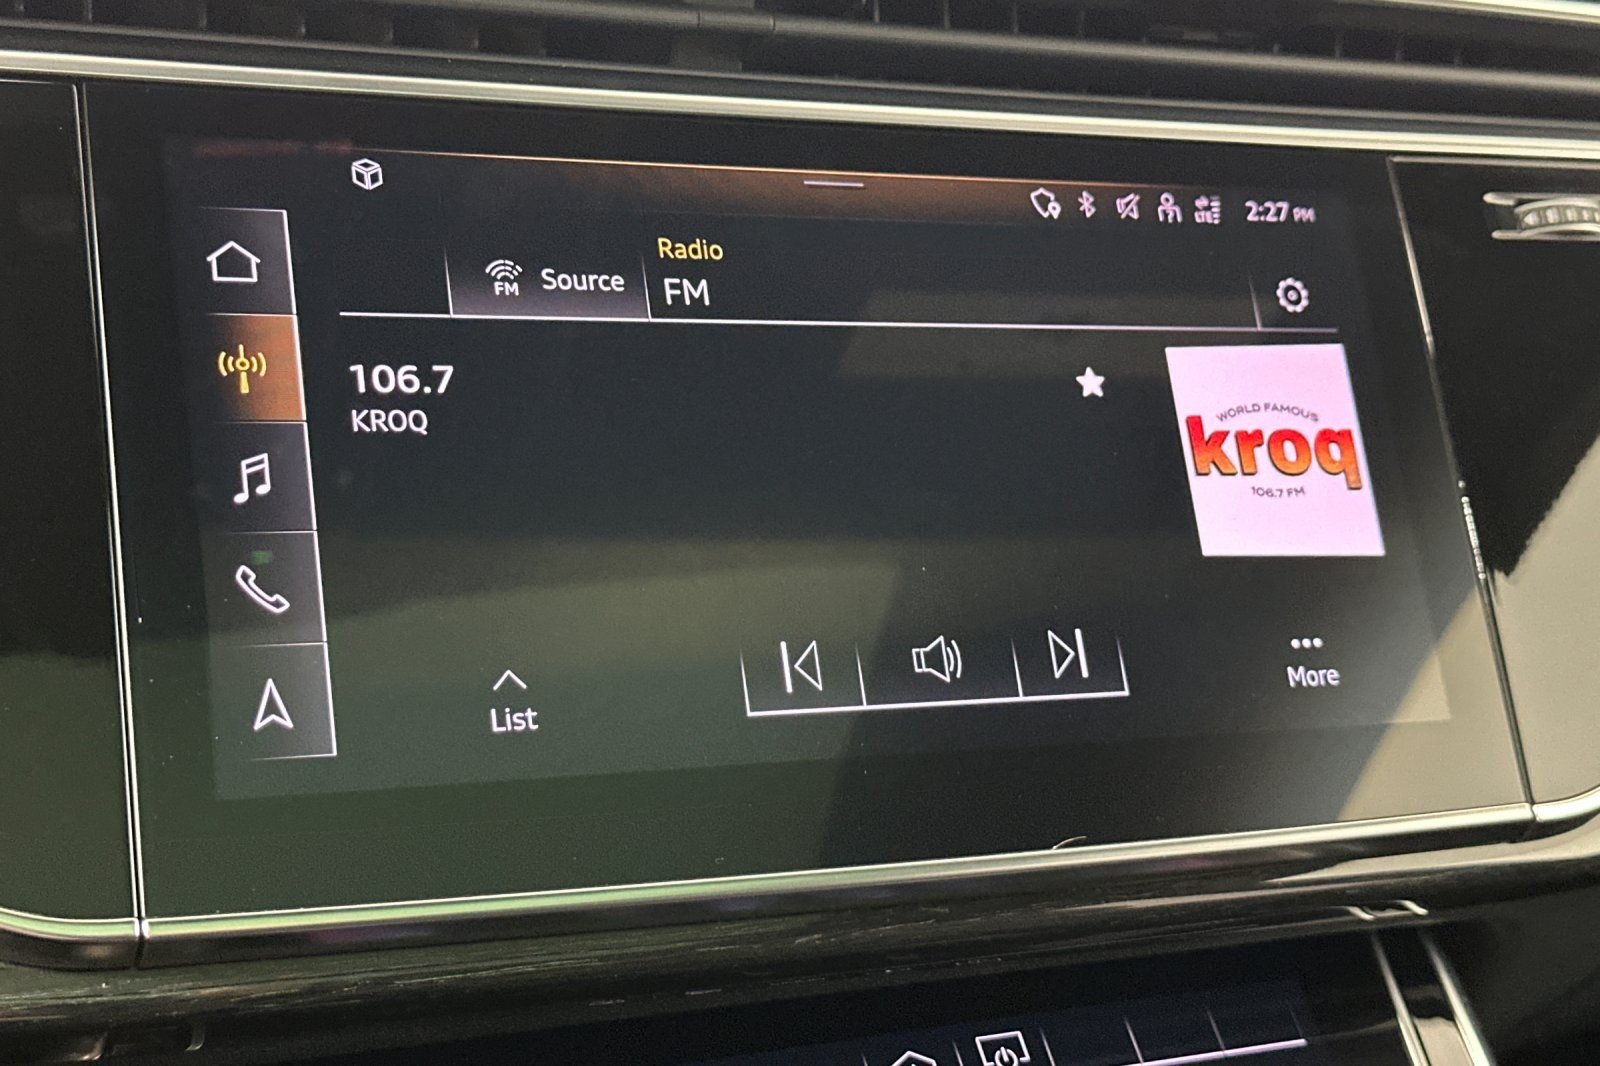 2:27 PM
Radio
FM
Source
FM
106.7
KROQ
WORLD FAMOUS
kroq
106.7 FM
List
More